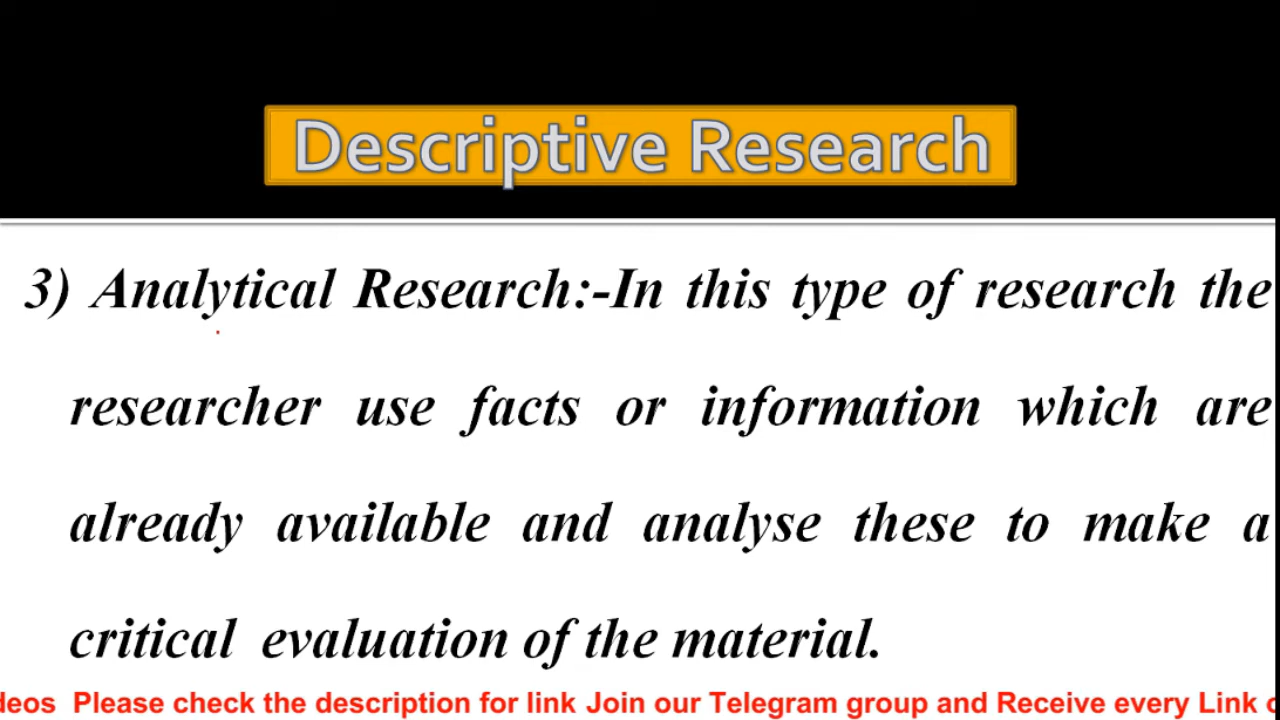 Descriptive Research
3) Analytical Research:-In this type of research the
researcher use facts or information which are
already available and analyse these to make a
critical evaluation of the material.
Please check the description for link Join our Telegram group and Receive every Link